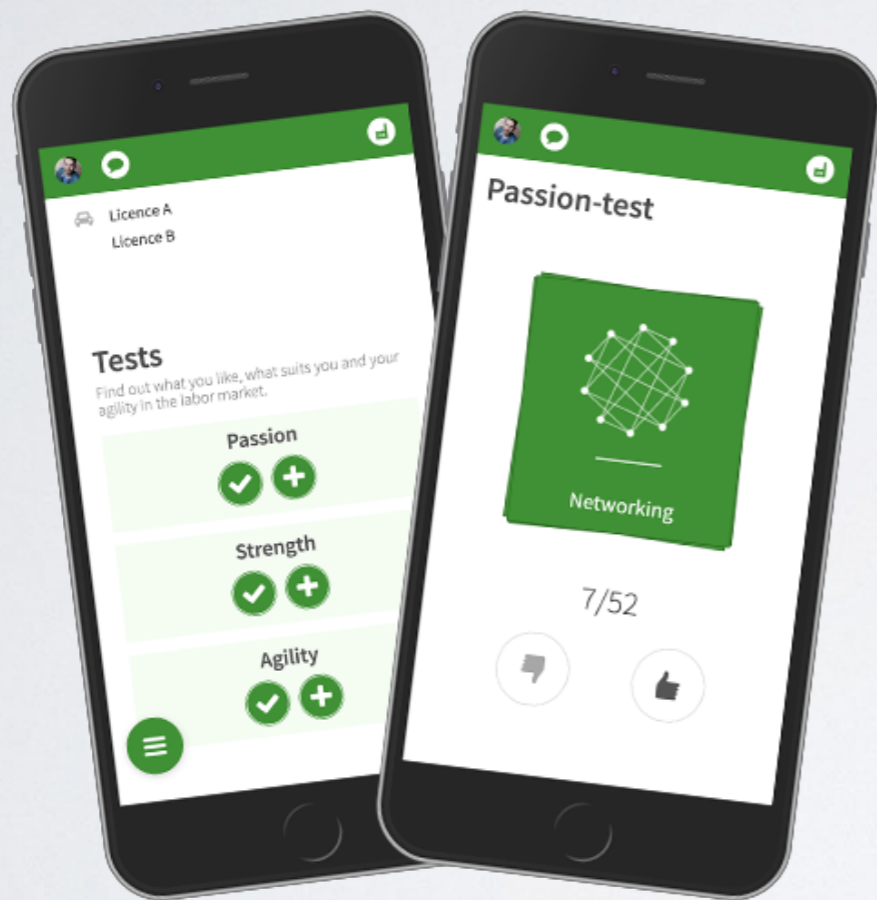 Licence A
Licence B
Tests
Find out what you like, what suits you and your
agility in the labor market.
Passion
Strength
Agility
Passion-test
Networking
7/52